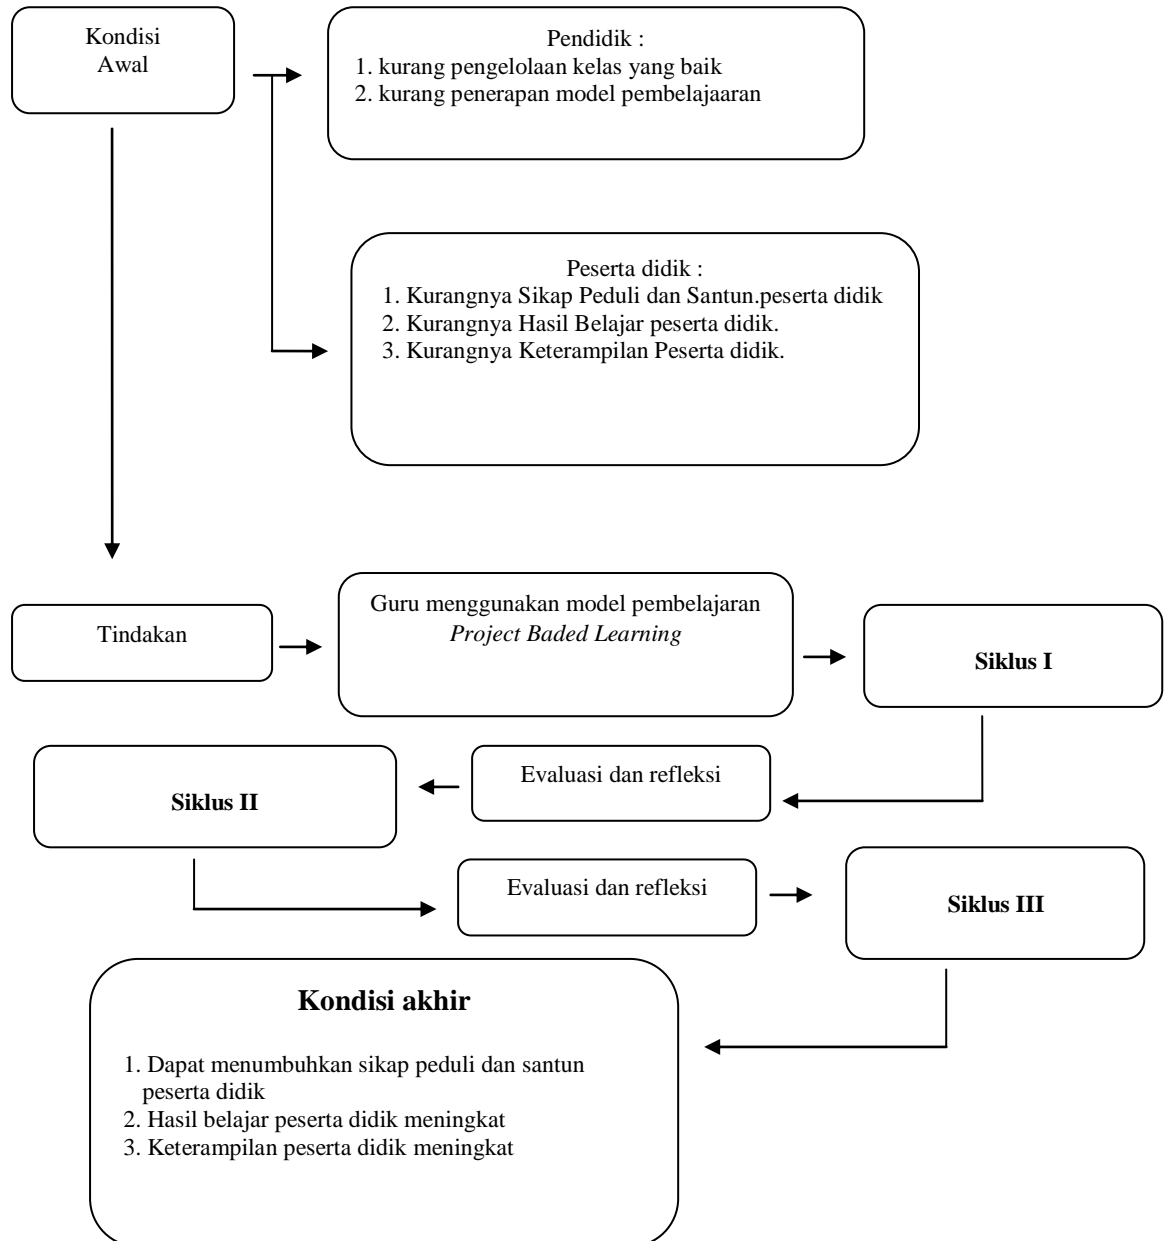 Kondisi
Awal
Pendidik :
1. kurang pengelolaan kelas yang baik
2. kurang penerapan model pembelajaaran
Peserta didik :
1. Kurangnya Sikap Peduli dan Santun.peserta didik
2. Kurangnya Hasil Belajar peserta didik.
3. Kurangnya Keterampilan Peserta didik.
Tindakan
Guru menggunakan model pembelajaran
Project Baded Learning
Siklus I
Evaluasi dan refleksi
Siklus II
Evaluasi dan refleksi
Siklus III
Kondisi akhir
1. Dapat menumbuhkan sikap peduli dan santun
peserta didik
2. Hasil belajar peserta didik meningkat
3. Keterampilan peserta didik meningkat